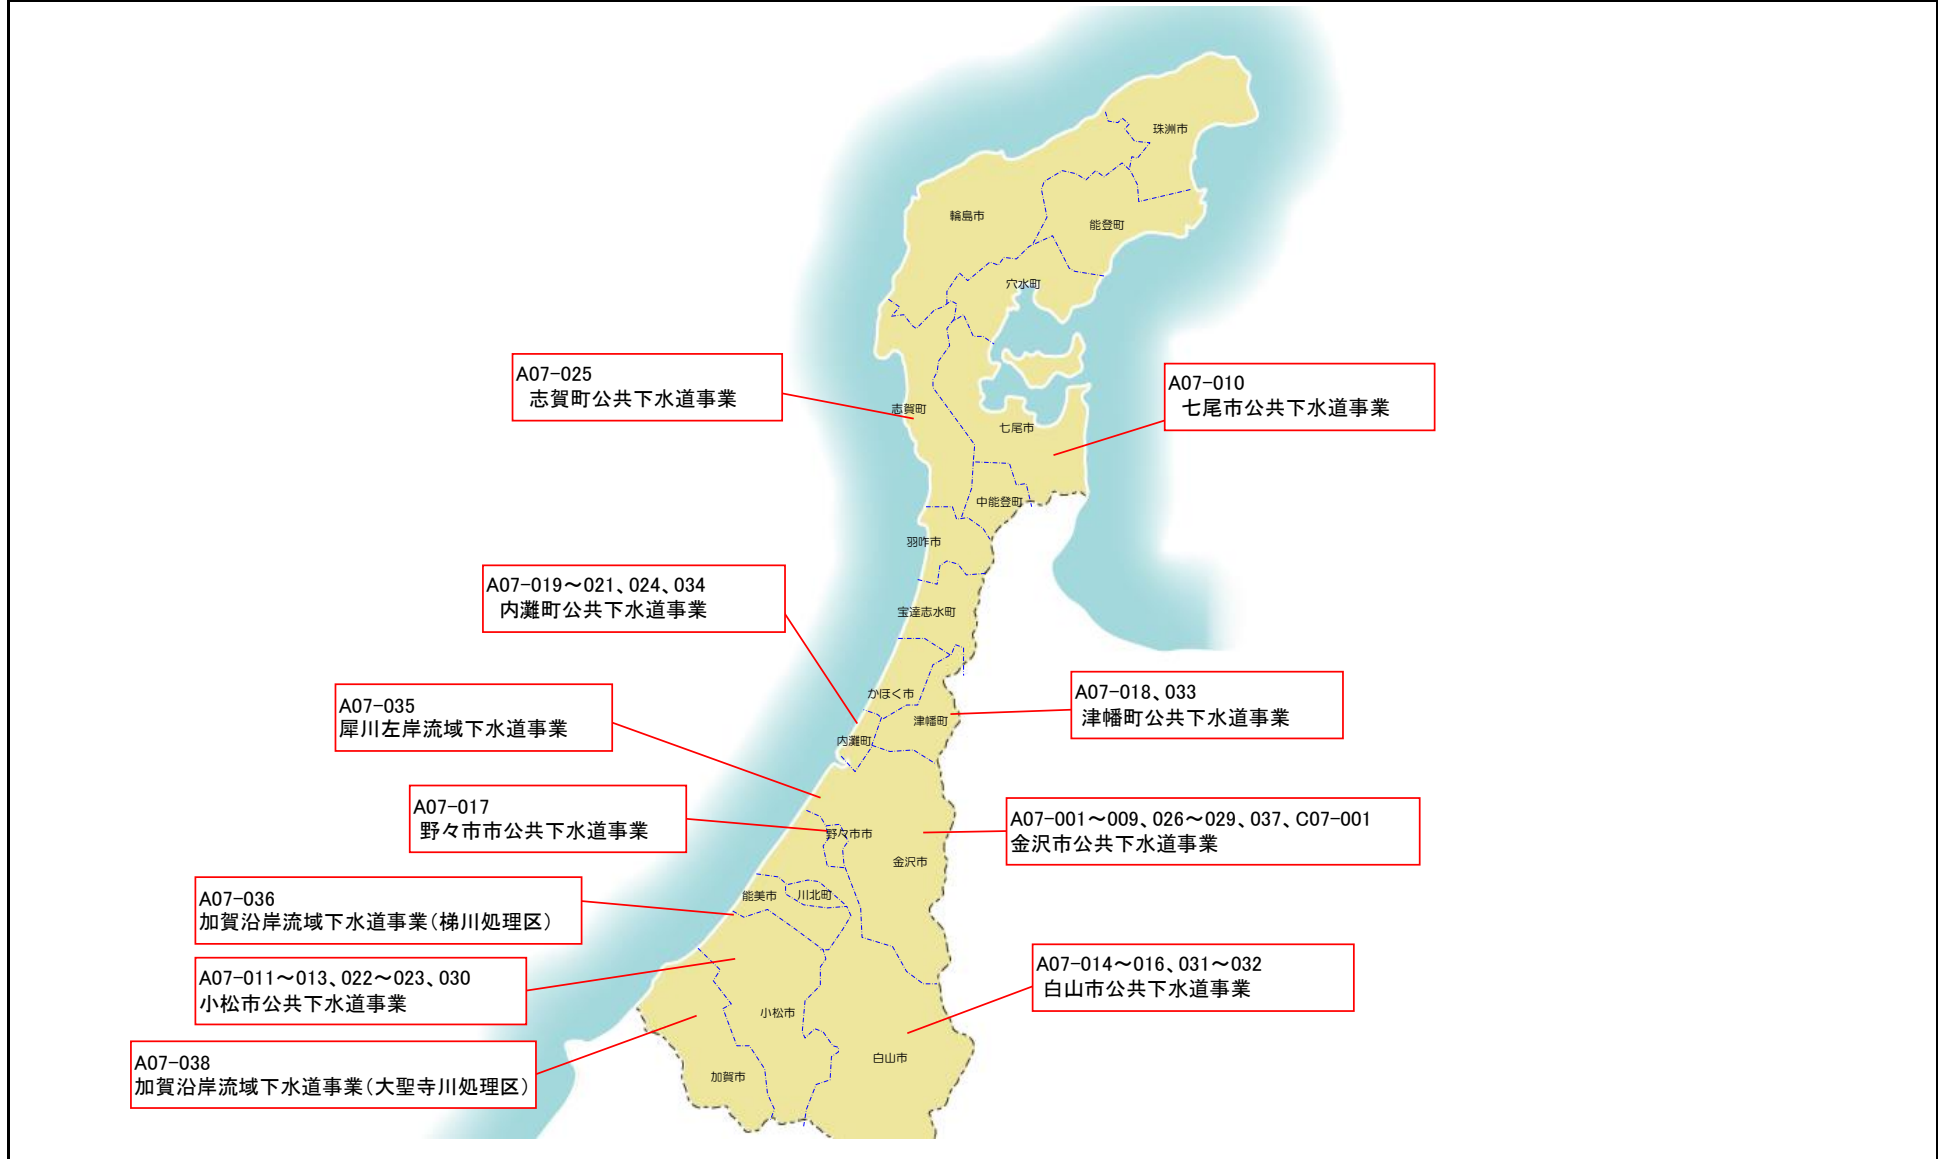 珠洲市
輪島市
能登町
穴水町
A07-025
志賀町公共下水道事業
A07-010
七尾市公共下水道事業
志賀町
七尾市
中能登町
羽咋市
A07-019～021、024、034
内灘町公共下水道事業
宝達志水町
A07-035
犀川左岸流域下水道事業
かほく市
A07-018、033
津幡町公共下水道事業
津幡町
内灘町
A07-017
野々市市公共下水道事業
野々市市
A07-001～009、026～029、037、C07-001
金沢市公共下水道事業
金沢市
A07-036
加賀沿岸流域下水道事業(梯川処理区)
能美市
川北町
A07-011～013、022～023、030
小松市公共下水道事業
A07-014～016、031～032
白山市公共下水道事業
小松市
A07-038
加賀沿岸流域下水道事業(大聖寺川処理区)
白山市
加賀市